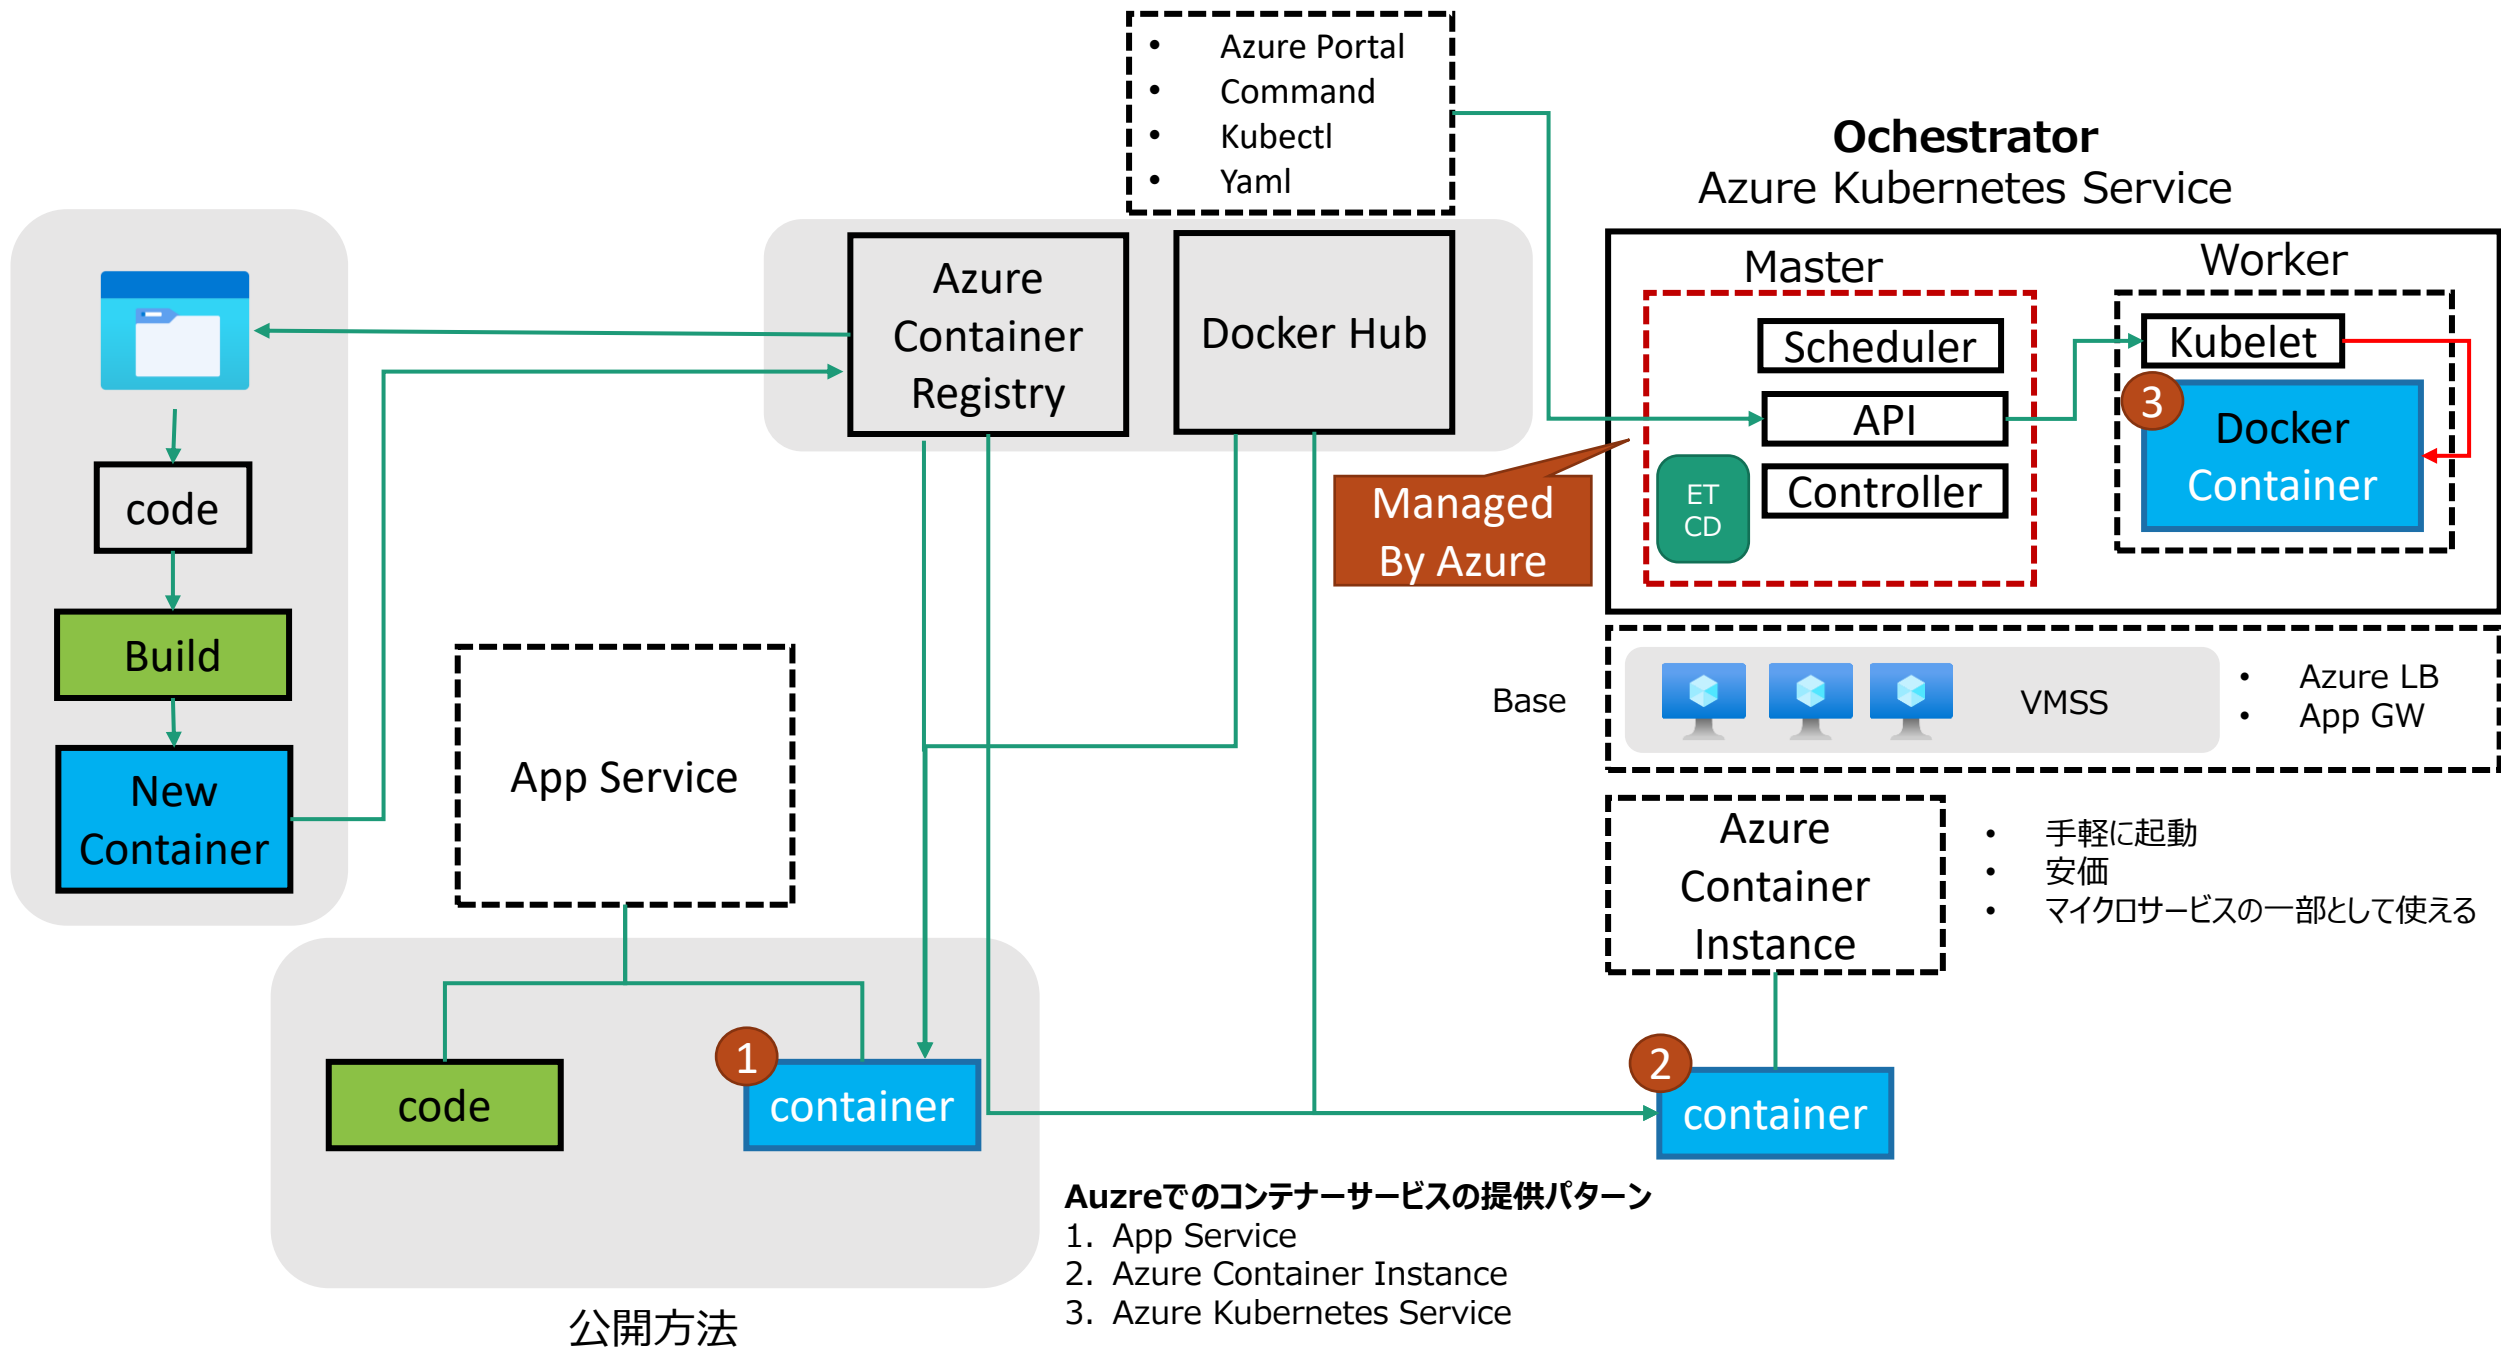 • Azure Portal
• Command
• Kubectl
• Yaml
Ochestrator
Azure Kubernetes Service
Azure
Container
Registry
Docker Hub
Master
Worker
Scheduler
API
Controller
ET
CD
Kubelet
3
Docker
Container
Managed
By Azure
code
Build
New
Container
App Service
Base
VMSS
• Azure LB
• App GW
Azure
Container
Instance
• 手軽に起動
• 安価
• マイクロサービスの一部として使える
code
1
container
2
container
公開方法
Auzreでのコンテナーサービスの提供パターン
1. App Service
2. Azure Container Instance
3. Azure Kubernetes Service